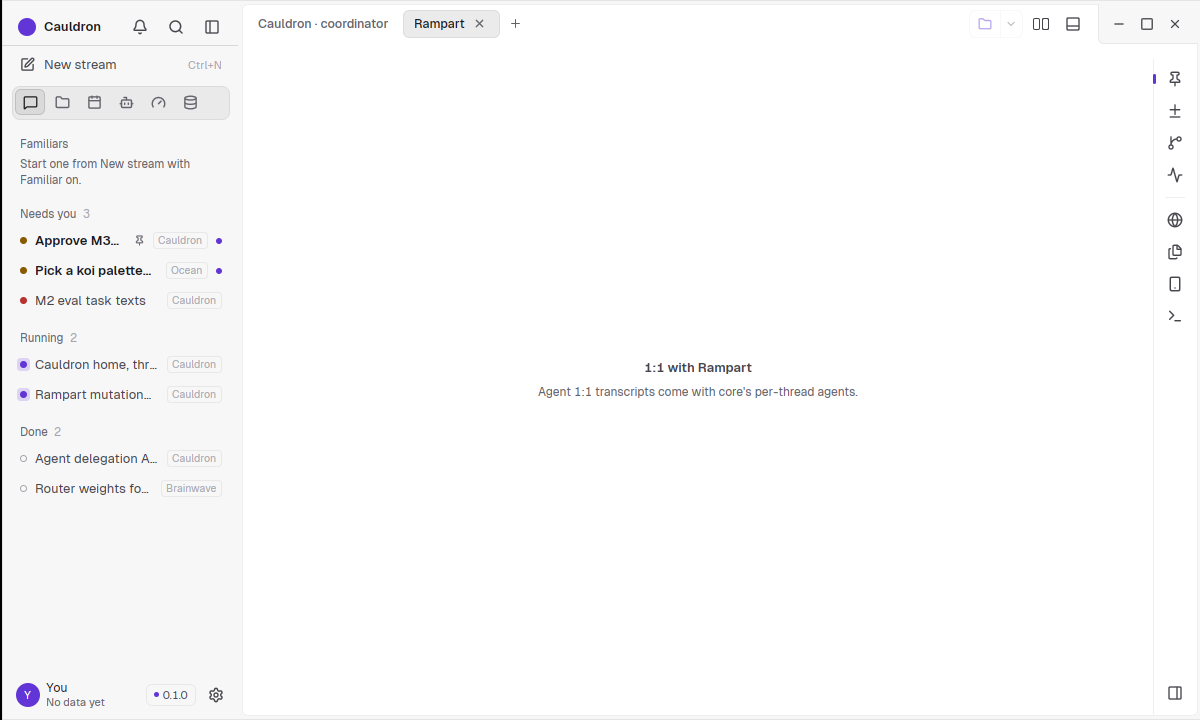 Cauldron
New stream
Ctrl+N
Familiars
Start one from New stream with
Familiar on.
Needs you 3
Approve M3... Cauldron
Pick a koi palette... Ocean
M2 eval task texts Cauldron
Running 2
Cauldron home, thr... Cauldron
Rampart mutation... Cauldron
Done 2
Agent delegation A... Cauldron
Router weights fo... Brainwave
Y
You
No data yet
0.1.0
Cauldron · coordinator
Rampart
1:1 with Rampart
Agent 1:1 transcripts come with core's per-thread agents.